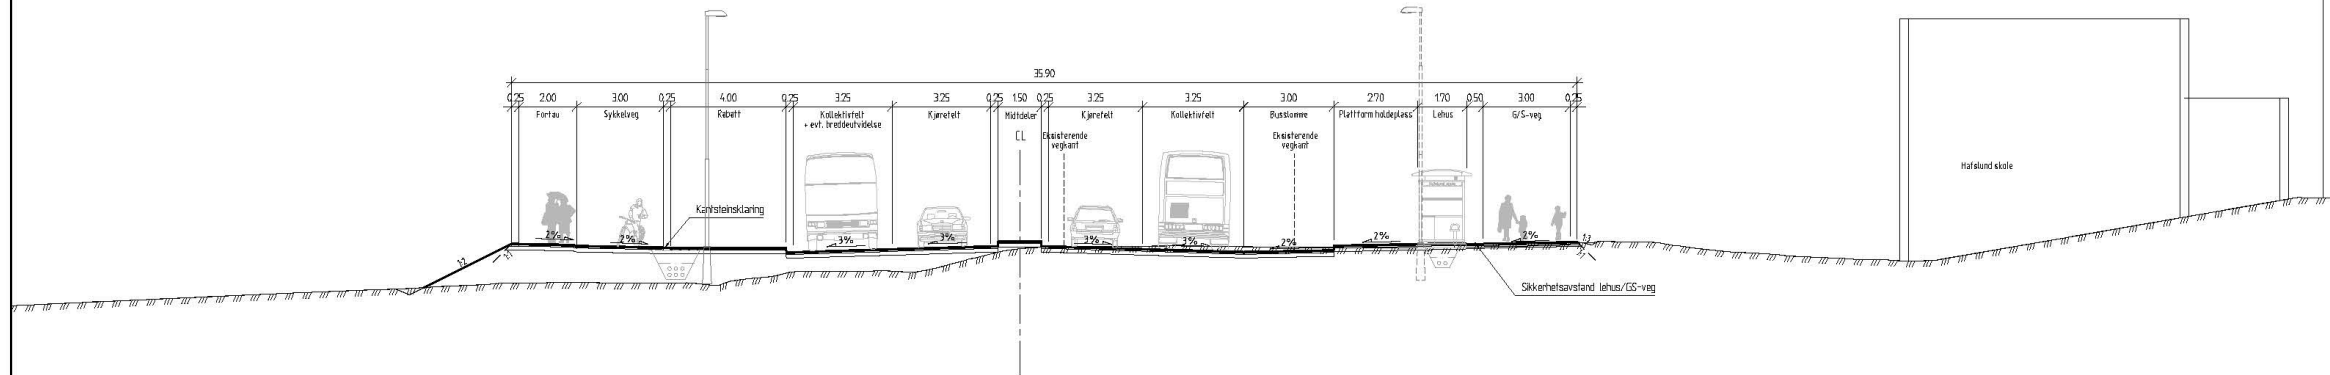 35.90
0.25 2.00 3.00 0.25 4.00 0.25 3.25 3.25 0.25 1.50 0.25 3.25 3.25 3.00 2.70 1.70 0.50 3.00 0.25
Fortau Sykkelveg Rabatt Kollektivfelt Kjørefelt Midtdeler Kjørefelt Kollektivfelt Busslomme Plattform holdeplass Lehus G/S-veg
+ evt. breddeutvidelse
CL
Eksisterende
vegkant
Eksisterende
vegkant
Hafslund skole
Kantsteinsklaring
2% 2% 3% 3% 3% 3% 2% 2% 2%
1:2
1:3
Sikkerhetsavstand lehus/GS-veg